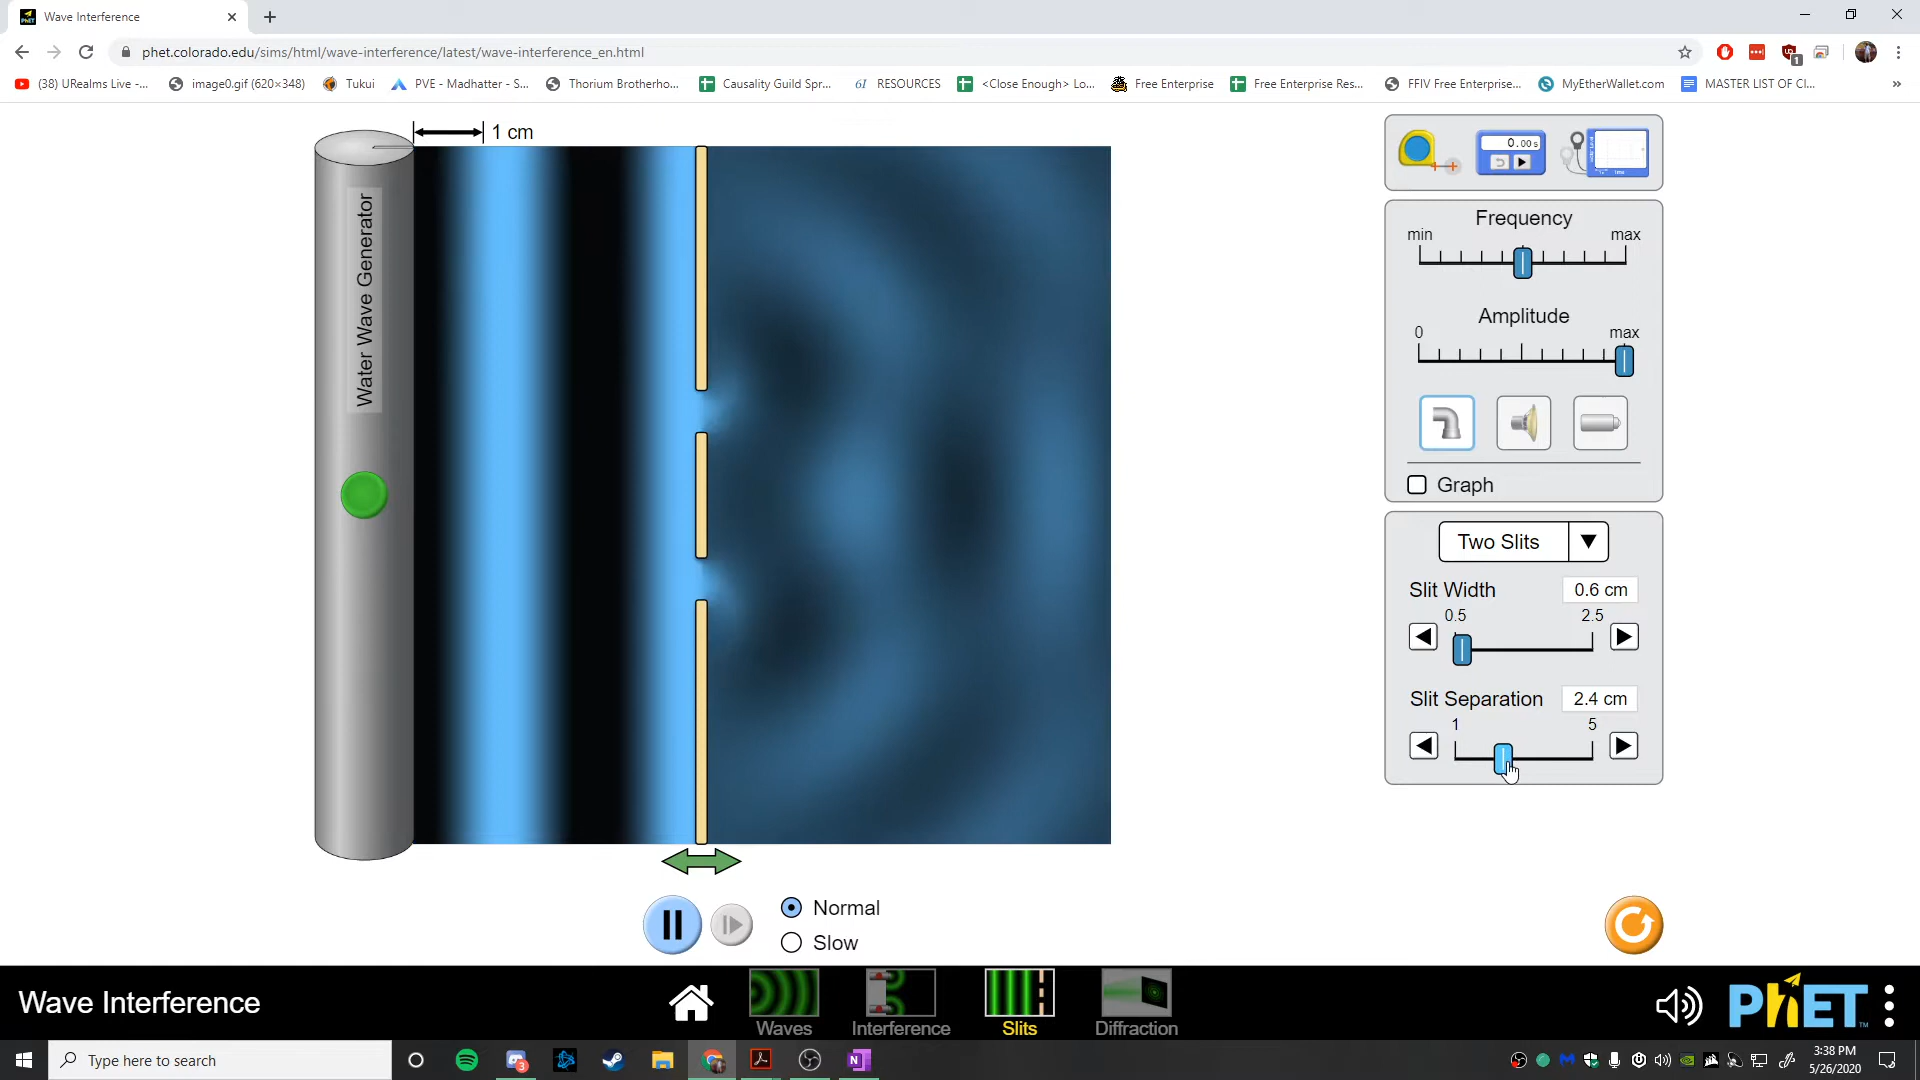 Wave Interference
phet.colorado.edu/sims/html/wave-interference/latest/wave-interference_en.html
1
(38) URealms Live -...
image0.gif (620×348)
Tukui
PVE - Madhatter - S...
Thorium Brotherho...
Causality Guild Spr...
61 RESOURCES
<Close Enough> Lo...
Free Enterprise
Free Enterprise Res...
FFIV Free Enterprise...
MyEtherWallet.com
MASTER LIST OF Cl...
»
1 cm
Water Wave Generator
0.00 s
Frequency
min max
Amplitude
0 max
Graph
Two Slits
Slit Width 0.6 cm
0.5 2.5
Slit Separation 2.4 cm
1 5
Normal
Slow
Wave Interference
Waves
Interference
Slits
Diffraction
PhET
Type here to search
3
3:38 PM
5/26/2020